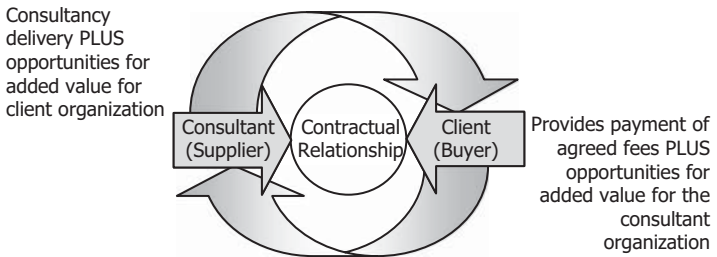 Consultancy
delivery PLUS
opportunities for
added value for
client organization
Consultant
(Supplier)
Contractual
Relationship
Client
(Buyer)
Provides payment of
agreed fees PLUS
opportunities for
added value for the
consultant
organization